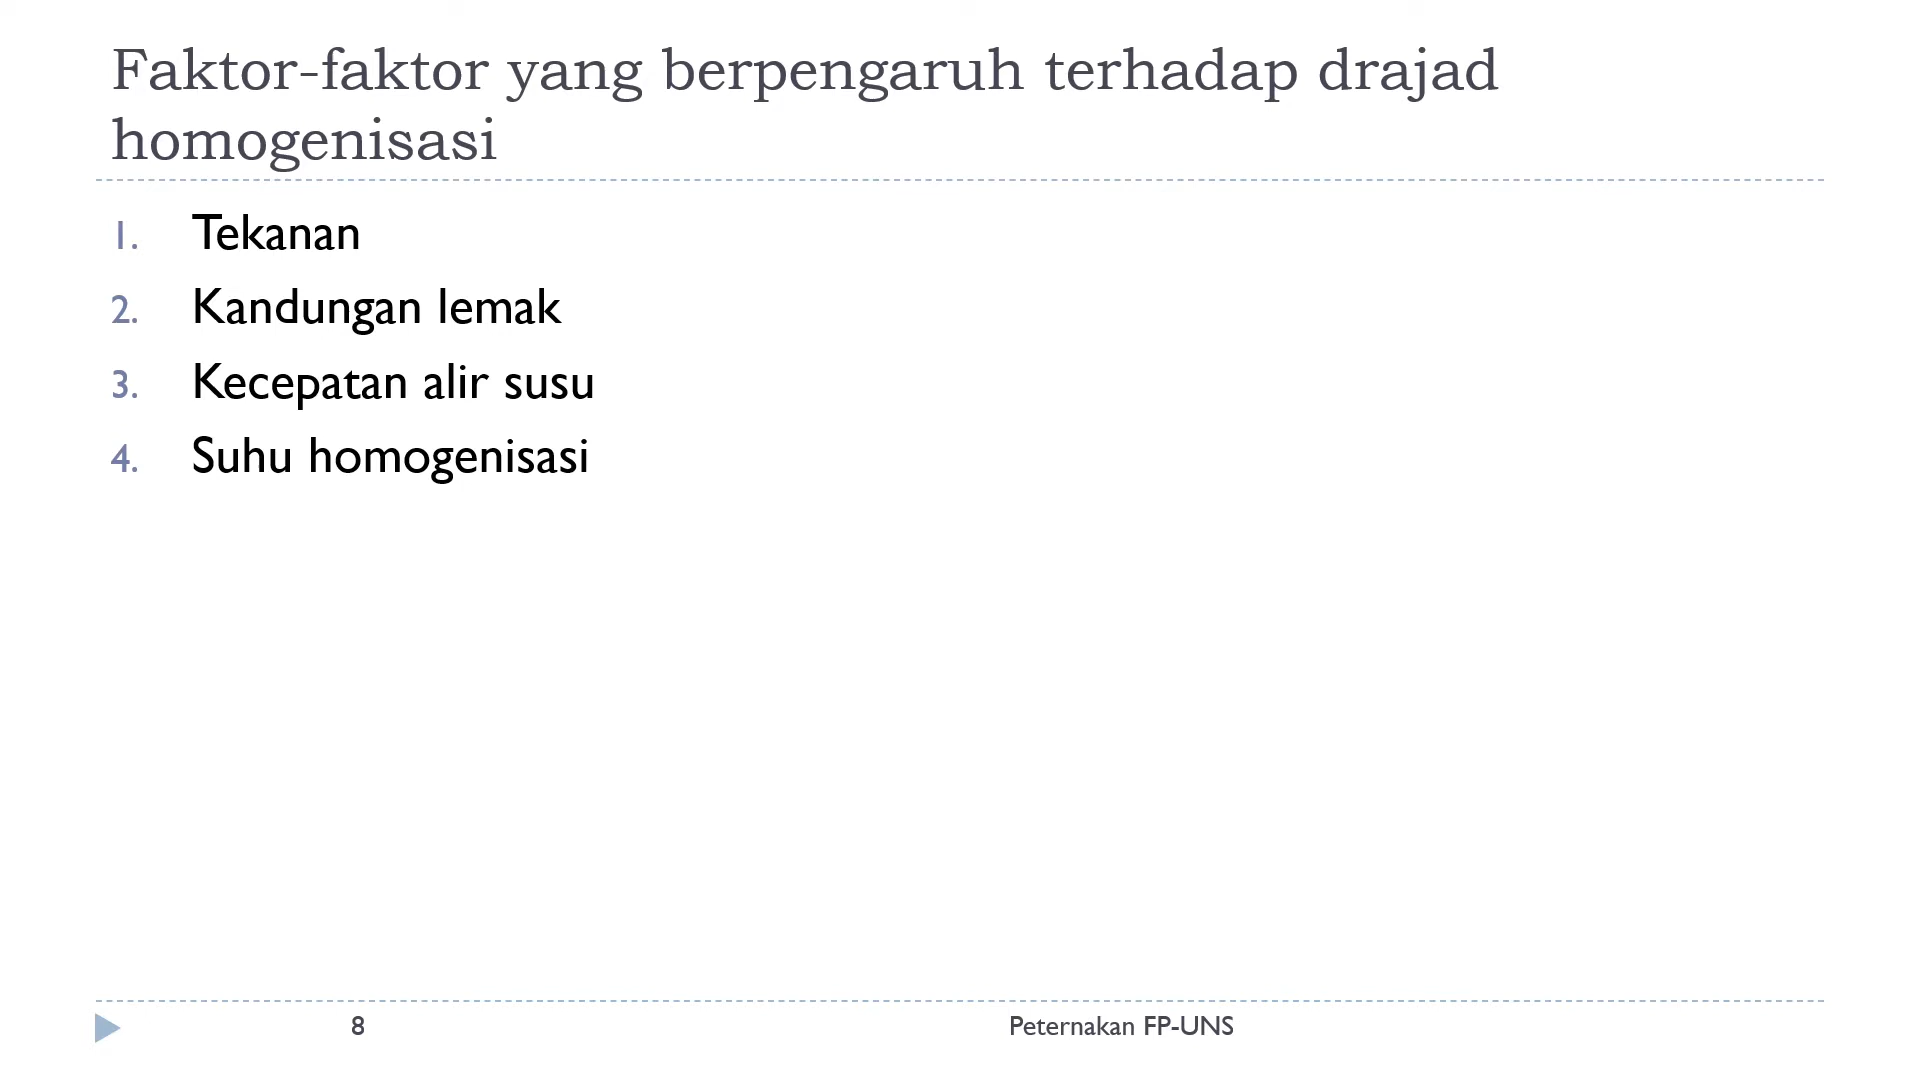 Faktor-faktor yang berpengaruh terhadap drajad
homogenisasi
1. Tekanan
2. Kandungan lemak
3. Kecepatan alir susu
4. Suhu homogenisasi
8
Peternakan FP-UNS